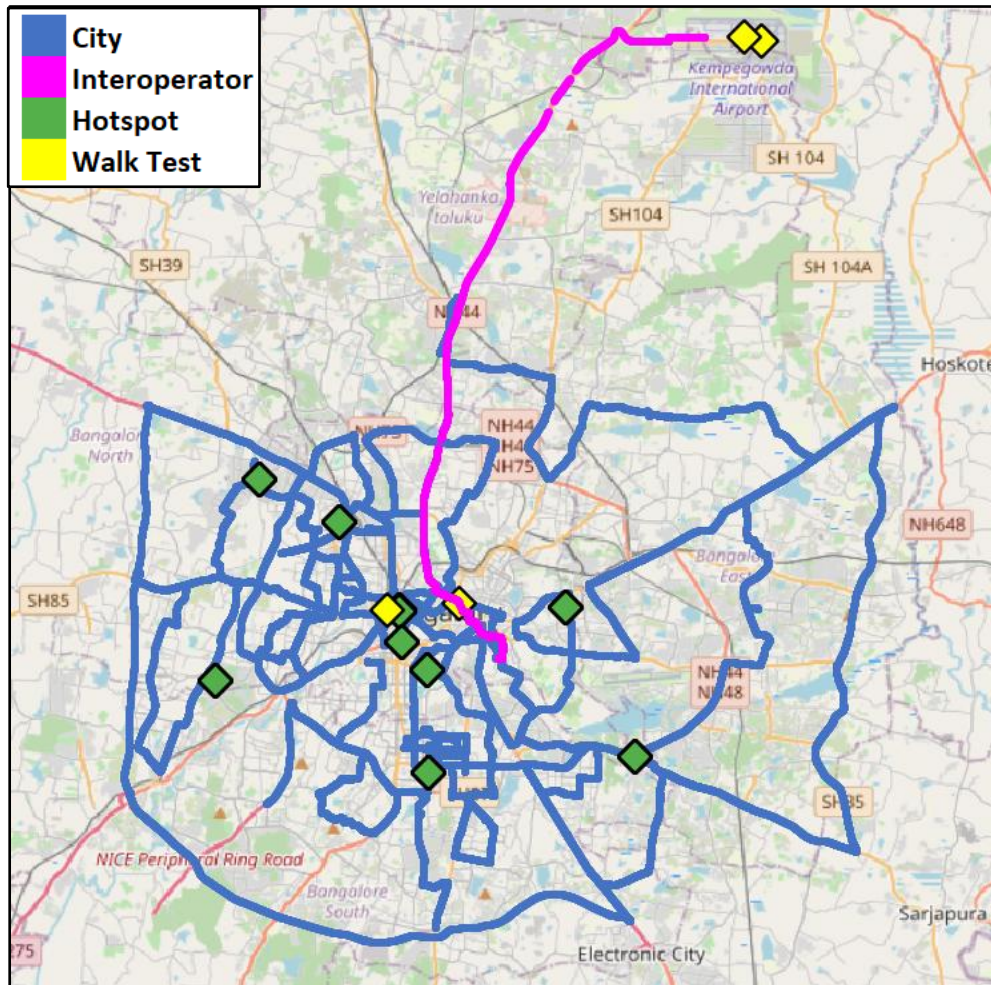 City
Interoperator
Hotspot
Walk Test
Kempegowda
International
Airport
SH 104
Yelahanka
taluku
SH104
SH39
SH 104A
Hoskote
Bangalore
North
NH44
NH75
NH648
Bangalore
East
SH85
NH44
NH48
SH35
NICE Peripheral Ring Road
Bangalore
South
Sarjapura
Electronic City
275